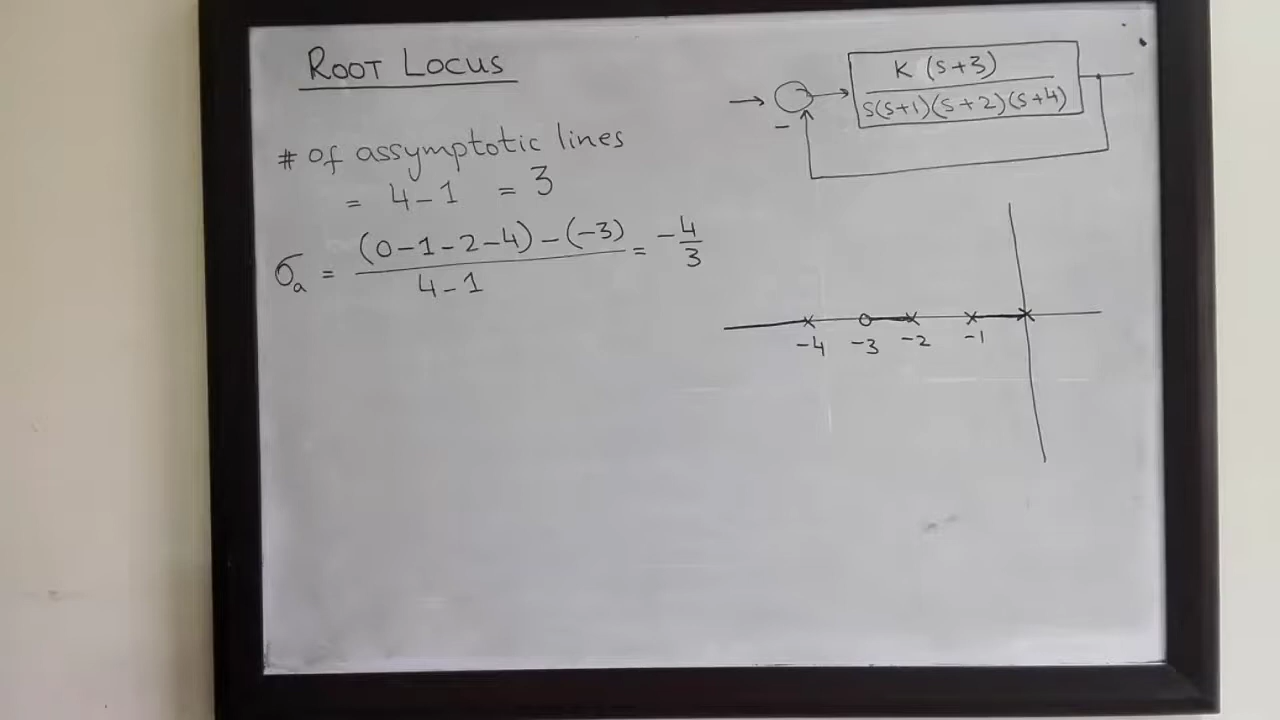 ROOT LOCUS
# of assymptotic lines
= 4-1 = 3
σa = (0-1-2-4)-(-3) / 4-1 = -4/3
K (s+3)
s(s+1)(s+2)(s+4)
-
-4 -3 -2 -1